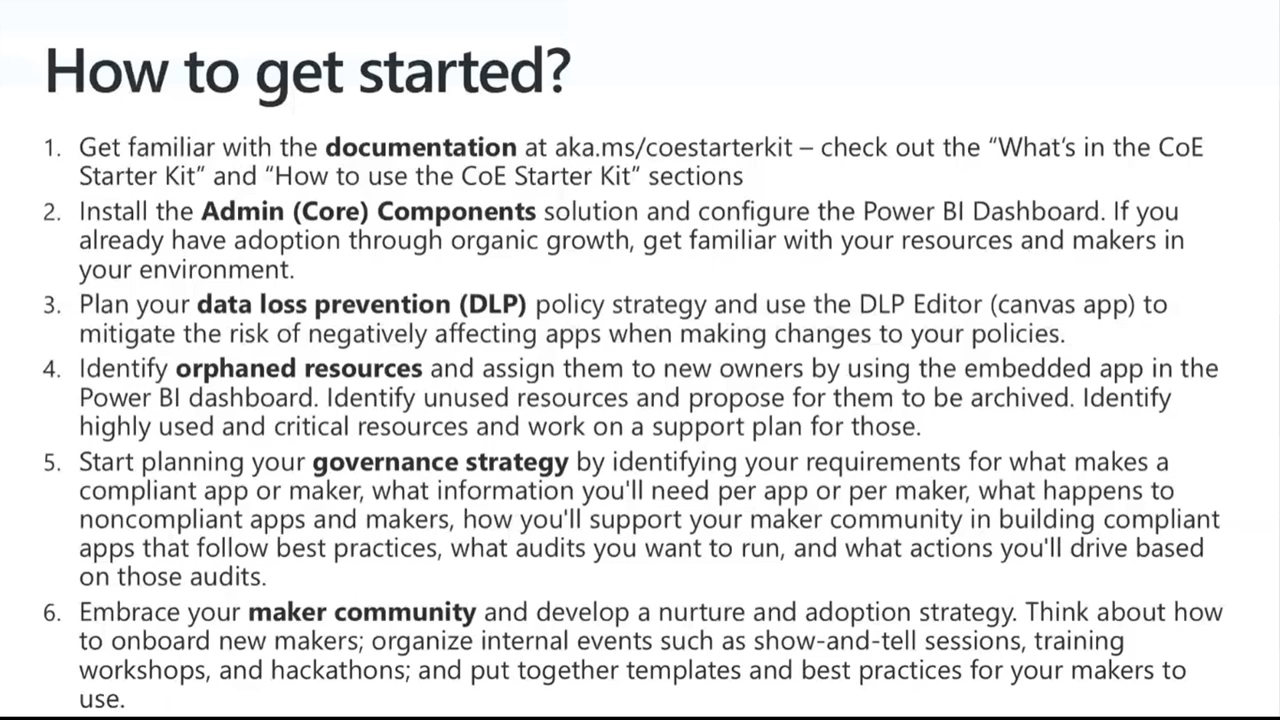 How to get started?
1. Get familiar with the documentation at aka.ms/coestarterkit – check out the “What’s in the CoE
Starter Kit” and “How to use the CoE Starter Kit” sections
2. Install the Admin (Core) Components solution and configure the Power BI Dashboard. If you
already have adoption through organic growth, get familiar with your resources and makers in
your environment.
3. Plan your data loss prevention (DLP) policy strategy and use the DLP Editor (canvas app) to
mitigate the risk of negatively affecting apps when making changes to your policies.
4. Identify orphaned resources and assign them to new owners by using the embedded app in the
Power BI dashboard. Identify unused resources and propose for them to be archived. Identify
highly used and critical resources and work on a support plan for those.
5. Start planning your governance strategy by identifying your requirements for what makes a
compliant app or maker, what information you'll need per app or per maker, what happens to
noncompliant apps and makers, how you'll support your maker community in building compliant
apps that follow best practices, what audits you want to run, and what actions you'll drive based
on those audits.
6. Embrace your maker community and develop a nurture and adoption strategy. Think about how
to onboard new makers; organize internal events such as show-and-tell sessions, training
workshops, and hackathons; and put together templates and best practices for your makers to
use.